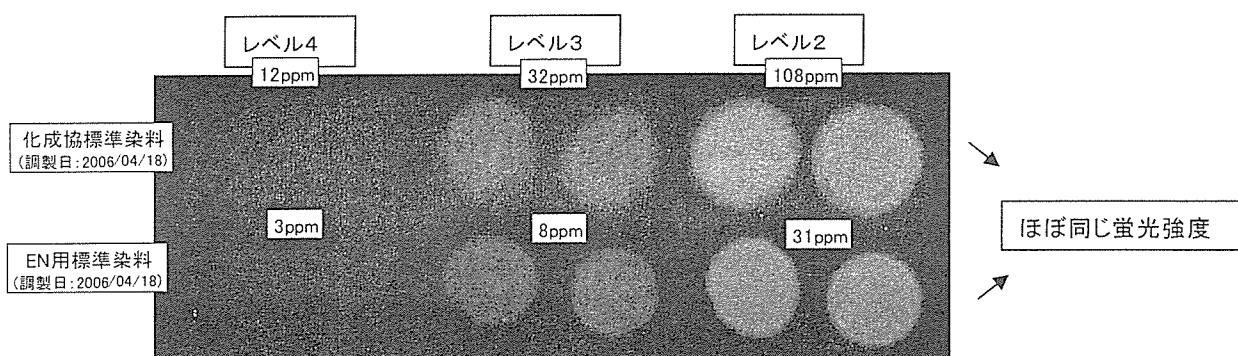 レベル4
レベル3
レベル2
12ppm
32ppm
108ppm
化成協標準染料
(調製日:2006/04/18)
3ppm
8ppm
31ppm
EN用標準染料
(調製日:2006/04/18)
ほぼ同じ蛍光強度